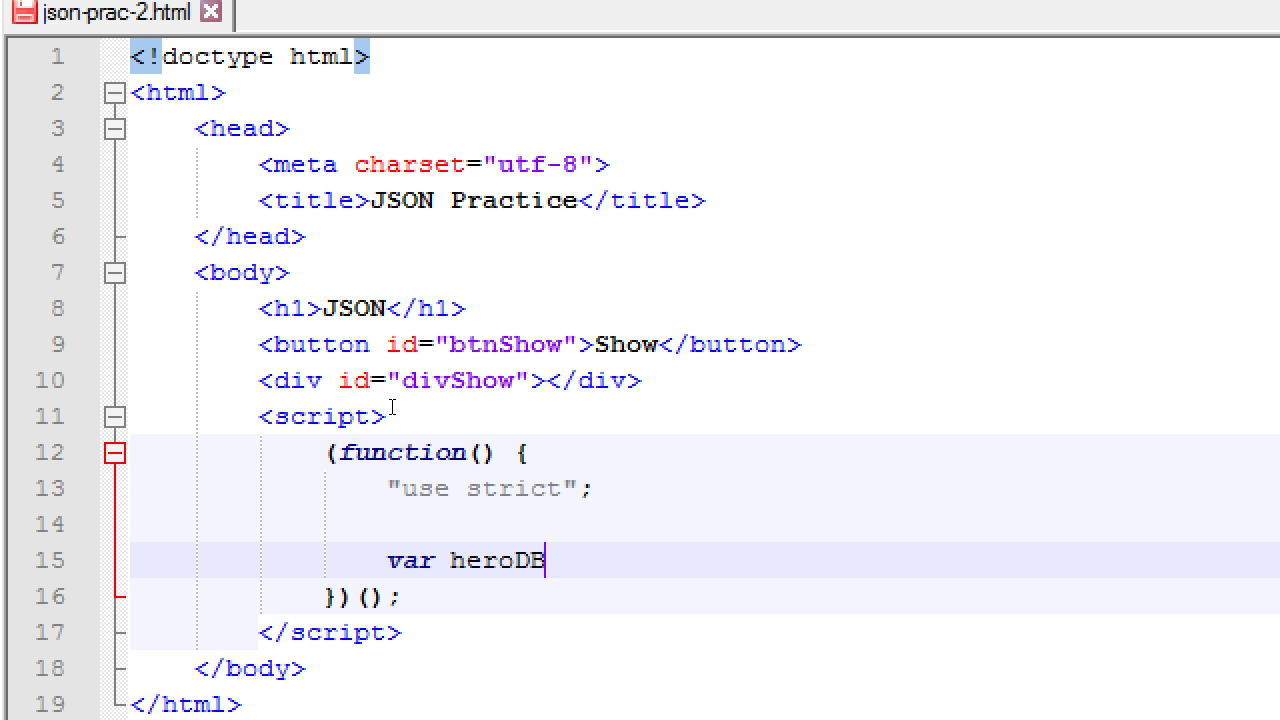 json-prac-2.html
1 <!doctype html>
2 <html>
3 <head>
4 <meta charset="utf-8">
5 <title>JSON Practice</title>
6 </head>
7 <body>
8 <h1>JSON</h1>
9 <button id="btnShow">Show</button>
10 <div id="divShow"></div>
11 <script>
12 (function() {
13 "use strict";
14
15 var heroDB
16 })();
17 </script>
18 </body>
19 </html>